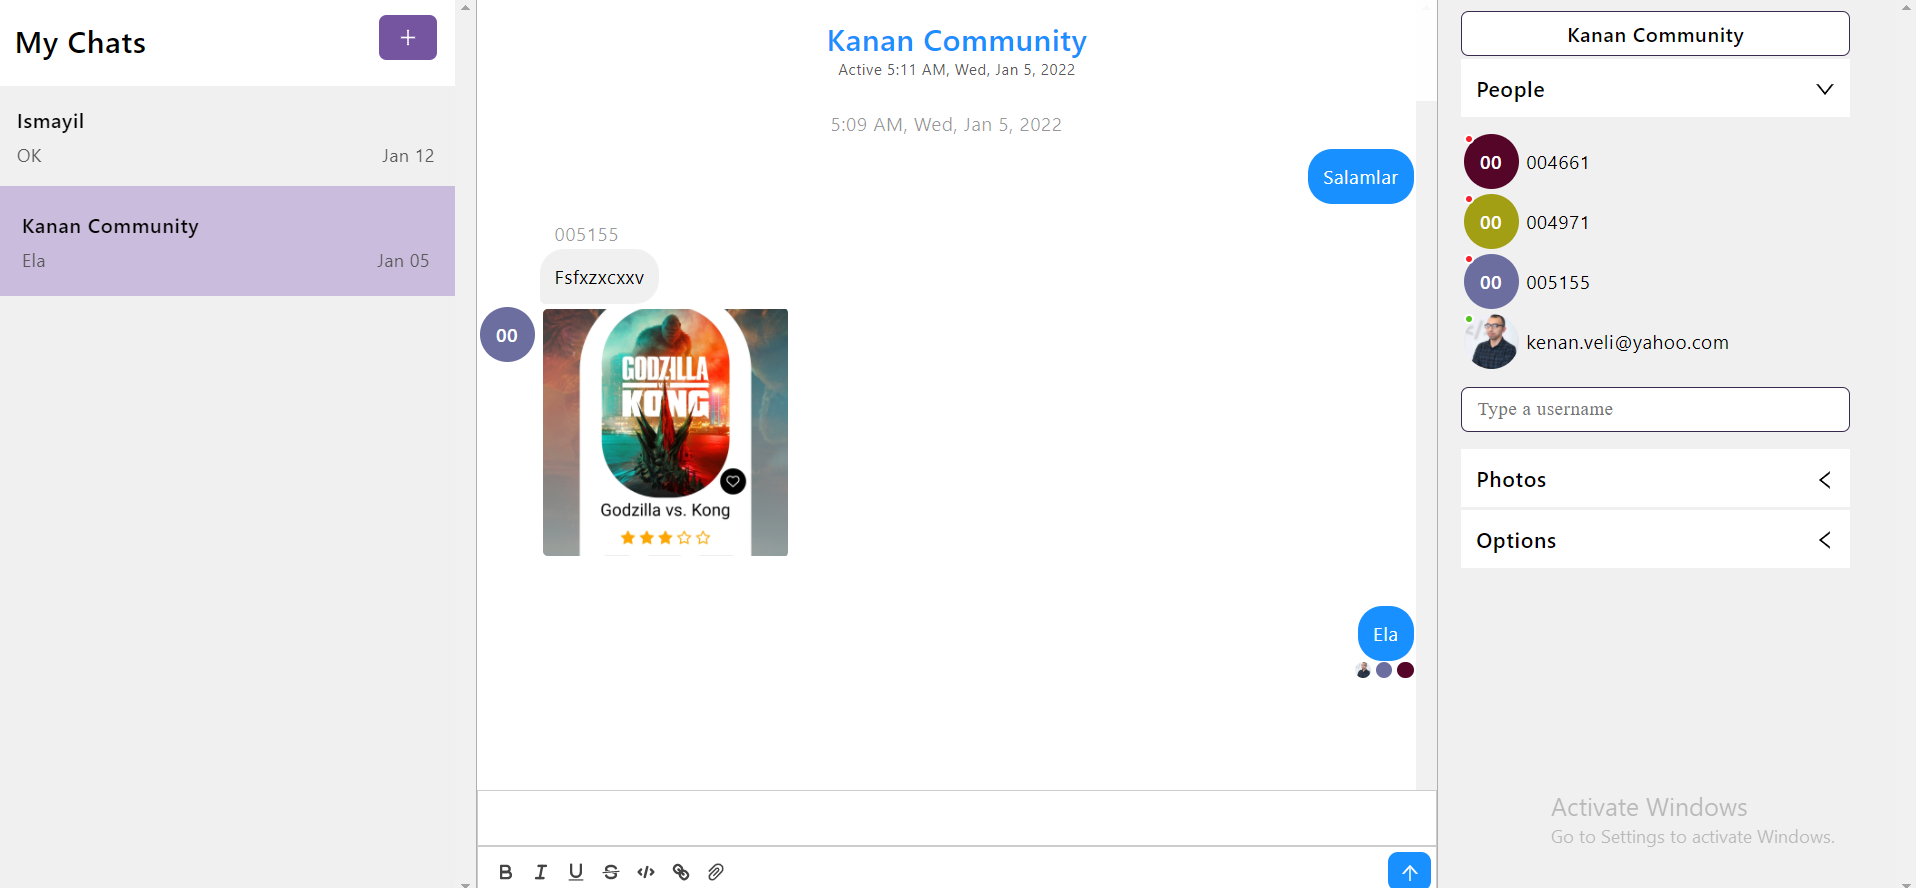 My Chats
+
Ismayil
OK
Jan 12
Kanan Community
Ela
Jan 05
Kanan Community
Active 5:11 AM, Wed, Jan 5, 2022
5:09 AM, Wed, Jan 5, 2022
Salamlar
005155
Fsfxzxcxxv
00
GODZILLA
KONG
Godzilla vs. Kong
Ela
B I U S </>
Kanan Community
People
00 004661
00 004971
00 005155
kenan.veli@yahoo.com
Type a username
Photos
Options
Activate Windows
Go to Settings to activate Windows.